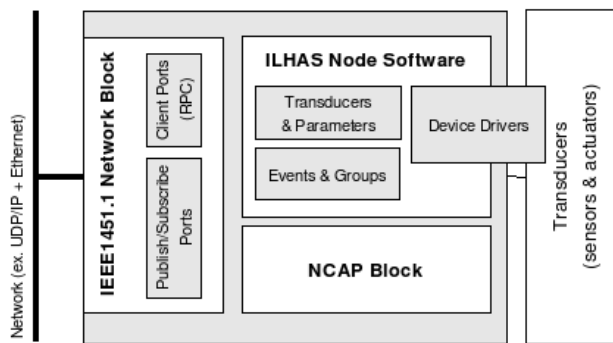 Network (ex. UDP/IP + Ethernet)
IEEE1451.1 Network Block
Client Ports
(RPC)
Publish/Subscribe
Ports
ILHAS Node Software
Transducers
& Parameters
Events & Groups
Device Drivers
NCAP Block
Transducers
(sensors & actuators)